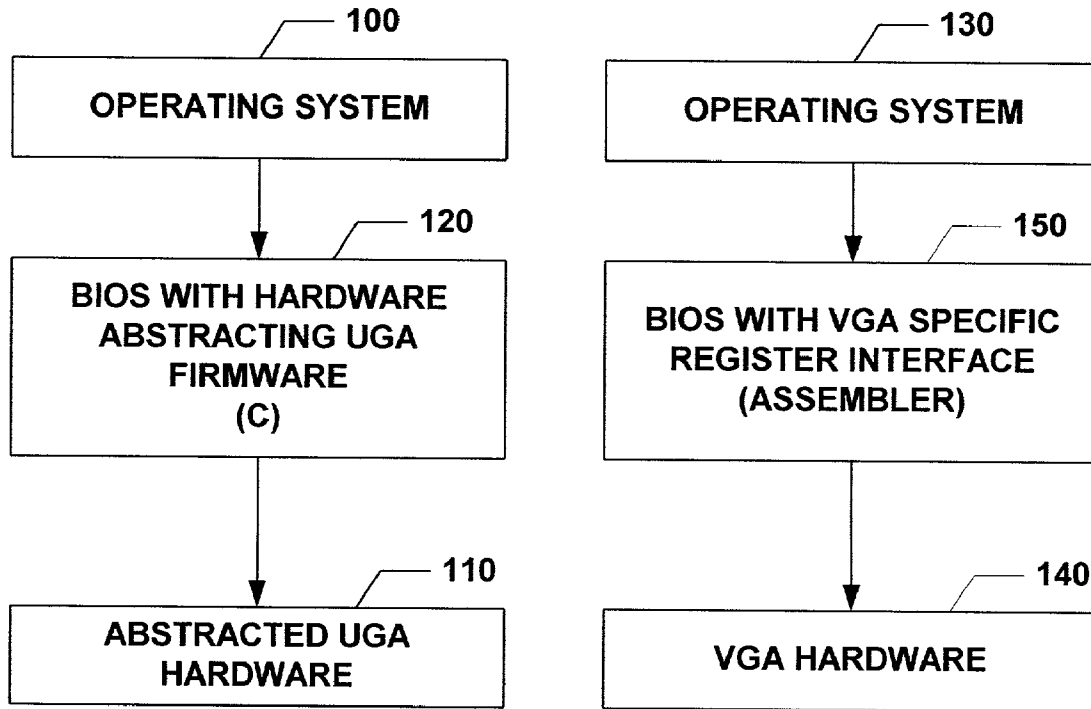 100
OPERATING SYSTEM
120
BIOS WITH HARDWARE
ABSTRACTING UGA
FIRMWARE
(C)
110
ABSTRACTED UGA
HARDWARE
130
OPERATING SYSTEM
150
BIOS WITH VGA SPECIFIC
REGISTER INTERFACE
(ASSEMBLER)
140
VGA HARDWARE